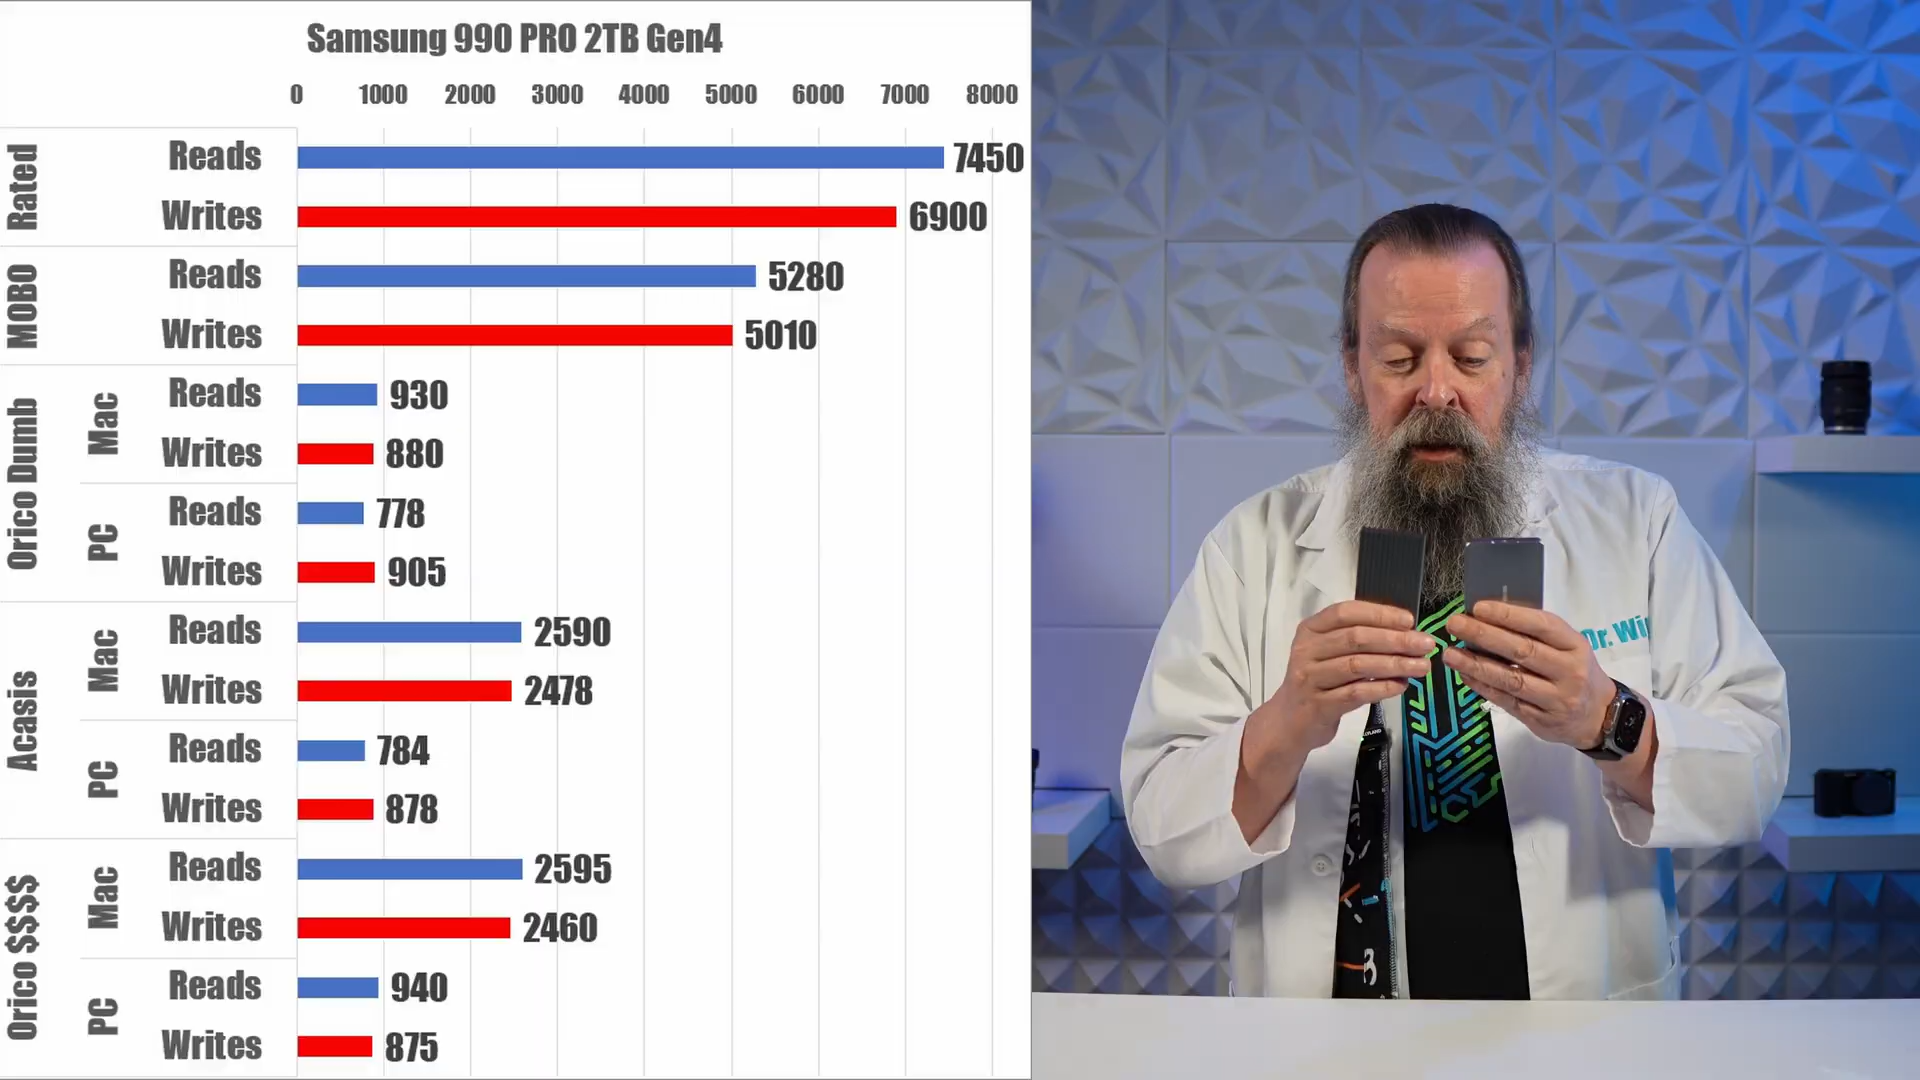 Samsung 990 PRO 2TB Gen4
0 1000 2000 3000 4000 5000 6000 7000 8000
Rated
Reads 7450
Writes 6900
MOBO
Reads 5280
Writes 5010
Orico Dumb
Mac
Reads 930
Writes 880
PC
Reads 778
Writes 905
Acasis
Mac
Reads 2590
Writes 2478
PC
Reads 784
Writes 878
Orico $$$$
Mac
Reads 2595
Writes 2460
PC
Reads 940
Writes 875
Dr. Wi